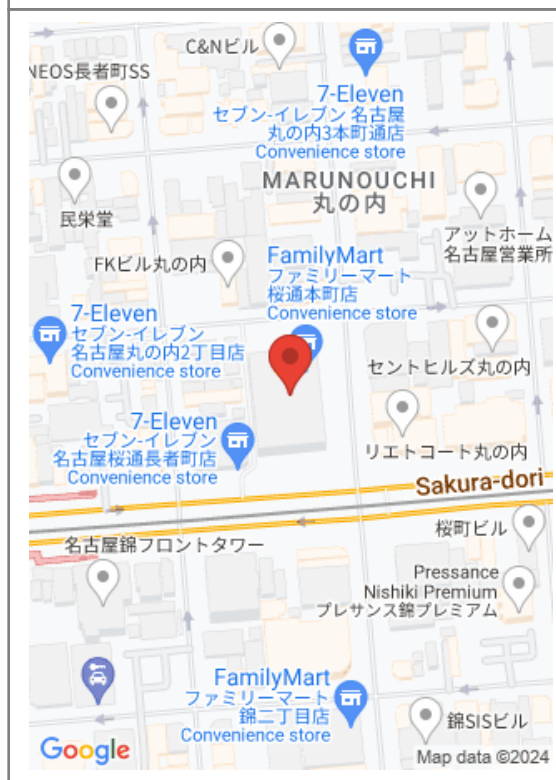 C&Nビル
NEOS長者町SS
7-Eleven
セブン-イレブン 名古屋
丸の内3本町通店
Convenience store
MARUNOUCHI
丸の内
民栄堂
アットホーム
名古屋営業所
FKビル丸の内
FamilyMart
ファミリーマート
桜通本町店
Convenience store
7-Eleven
セブン-イレブン
名古屋丸の内2丁目店
Convenience store
セントヒルズ丸の内
7-Eleven
セブン-イレブン
名古屋桜通長者町店
Convenience store
リエトコート丸の内
Sakura-dori
桜町ビル
名古屋錦フロントタワー
Pressance
Nishiki Premium
プレサンス錦プレミアム
FamilyMart
ファミリーマート
錦二丁目店
Convenience store
錦SISビル
Google
Map data ©2024